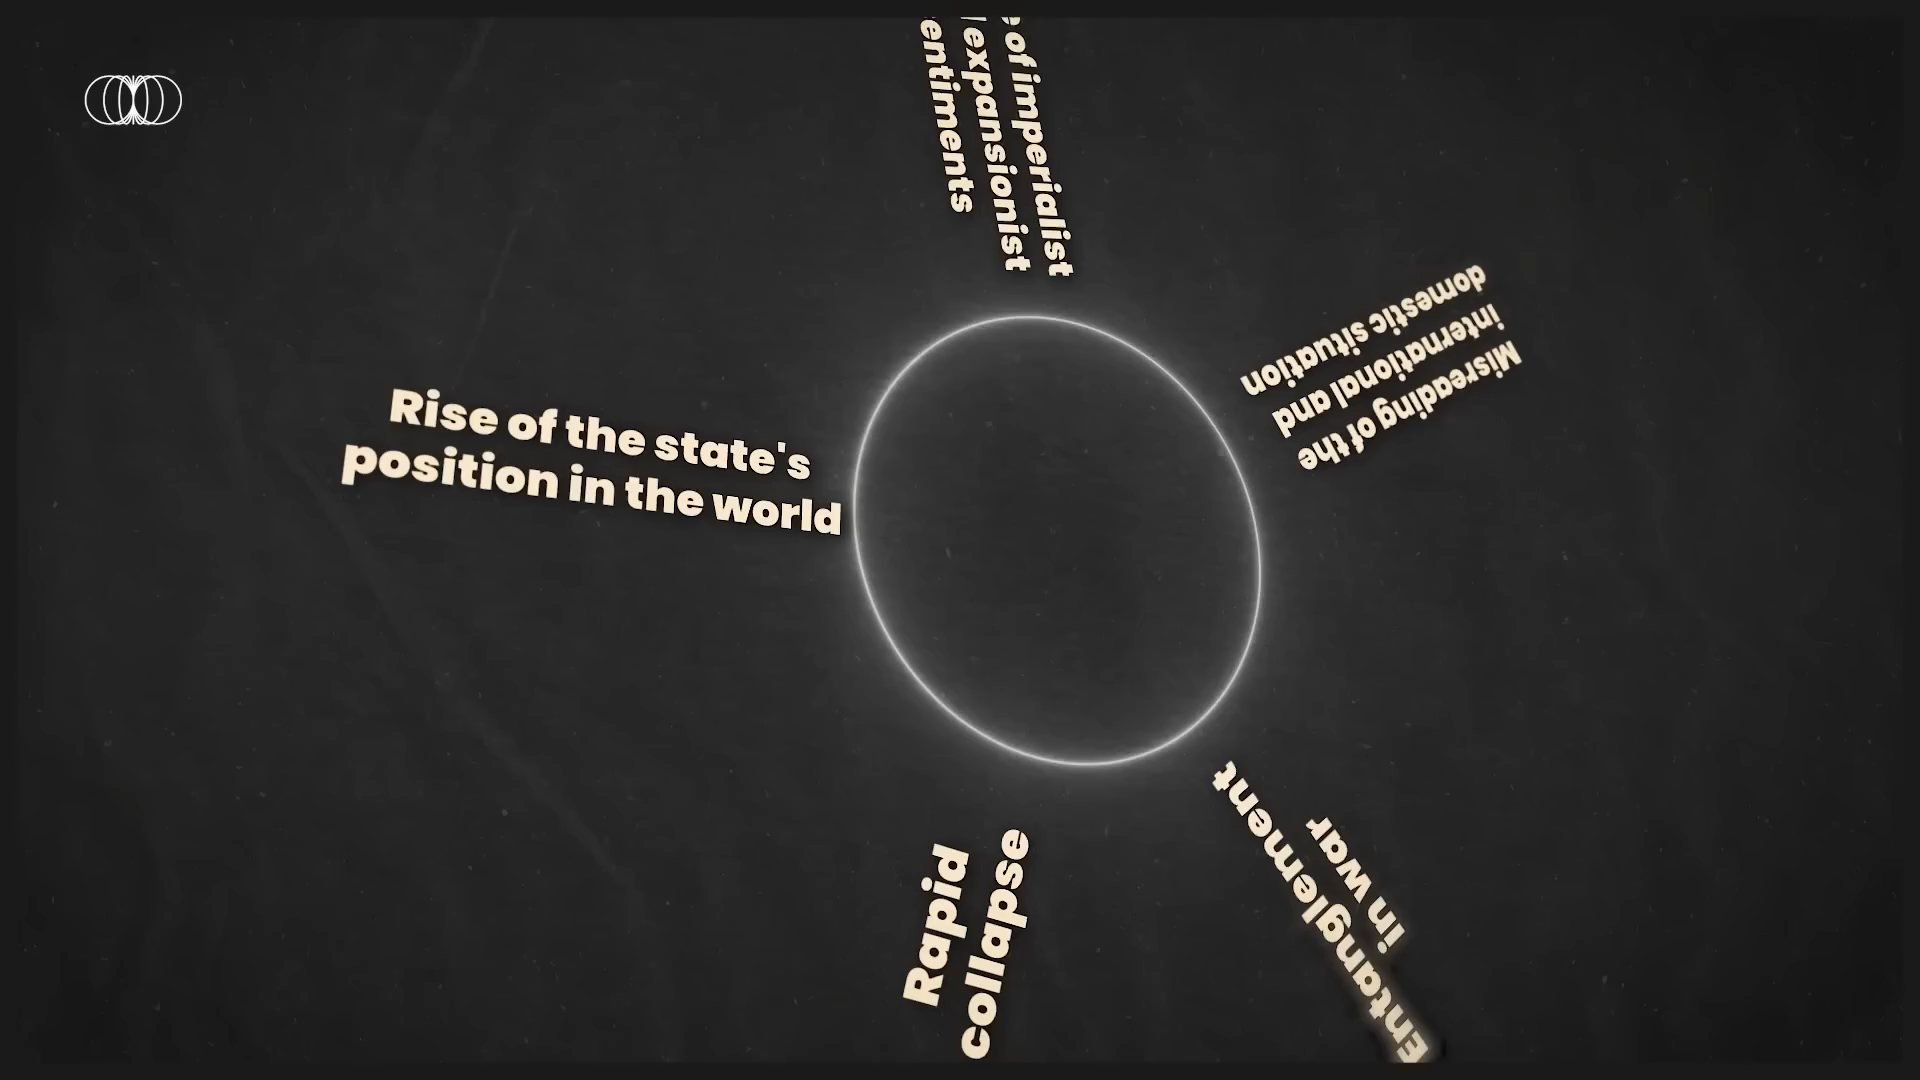 Rise of the state's
position in the world
of imperialist
expansionist
entiments
Misreading of the
international and
domestic situation
Entanglement
in war
Rapid
collapse